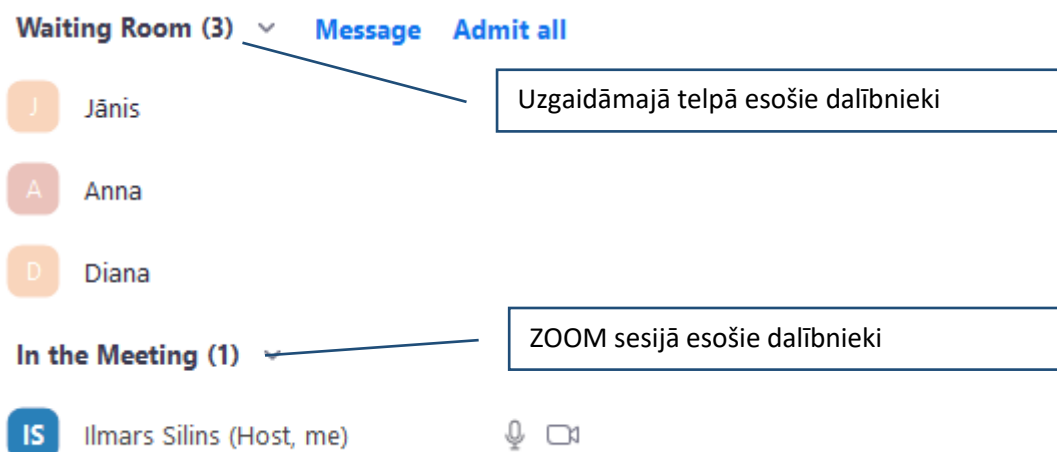 Waiting Room (3) Message Admit all
Uzgaidāmajā telpā esošie dalībnieki
J Jānis
A Anna
D Diana
ZOOM sesijā esošie dalībnieki
In the Meeting (1)
IS Ilmars Silins (Host, me)